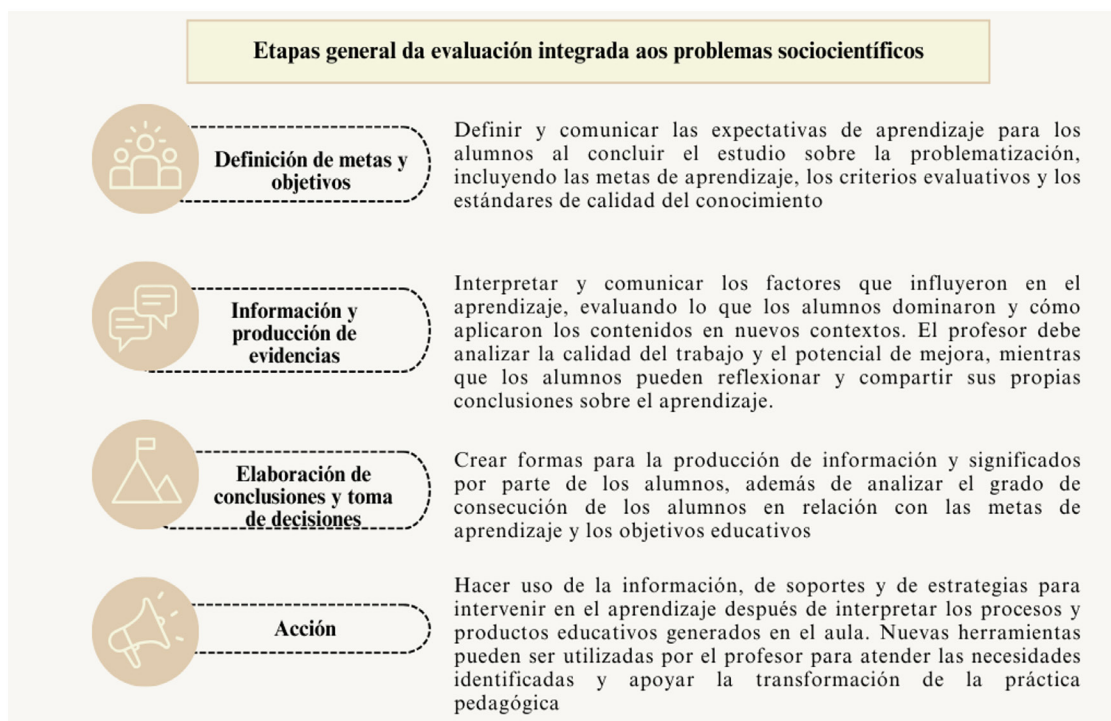 Etapas general da evaluación integrada aos problemas sociocientíficos
Definición de metas y
objetivos
Definir y comunicar las expectativas de aprendizaje para los
alumnos al concluir el estudio sobre la problematización,
incluyendo las metas de aprendizaje, los criterios evaluativos y los
estándares de calidad del conocimiento
Información y
producción de
evidencias
Interpretar y comunicar los factores que influyeron en el
aprendizaje, evaluando lo que los alumnos dominaron y cómo
aplicaron los contenidos en nuevos contextos. El profesor debe
analizar la calidad del trabajo y el potencial de mejora, mientras
que los alumnos pueden reflexionar y compartir sus propias
conclusiones sobre el aprendizaje.
Elaboración de
conclusiones y toma
de decisiones
Crear formas para la producción de información y significados
por parte de los alumnos, además de analizar el grado de
consecución de los alumnos en relación con las metas de
aprendizaje y los objetivos educativos
Acción
Hacer uso de la información, de soportes y de estrategias para
intervenir en el aprendizaje después de interpretar los procesos y
productos educativos generados en el aula. Nuevas herramientas
pueden ser utilizadas por el profesor para atender las necesidades
identificadas y apoyar la transformación de la práctica
pedagógica